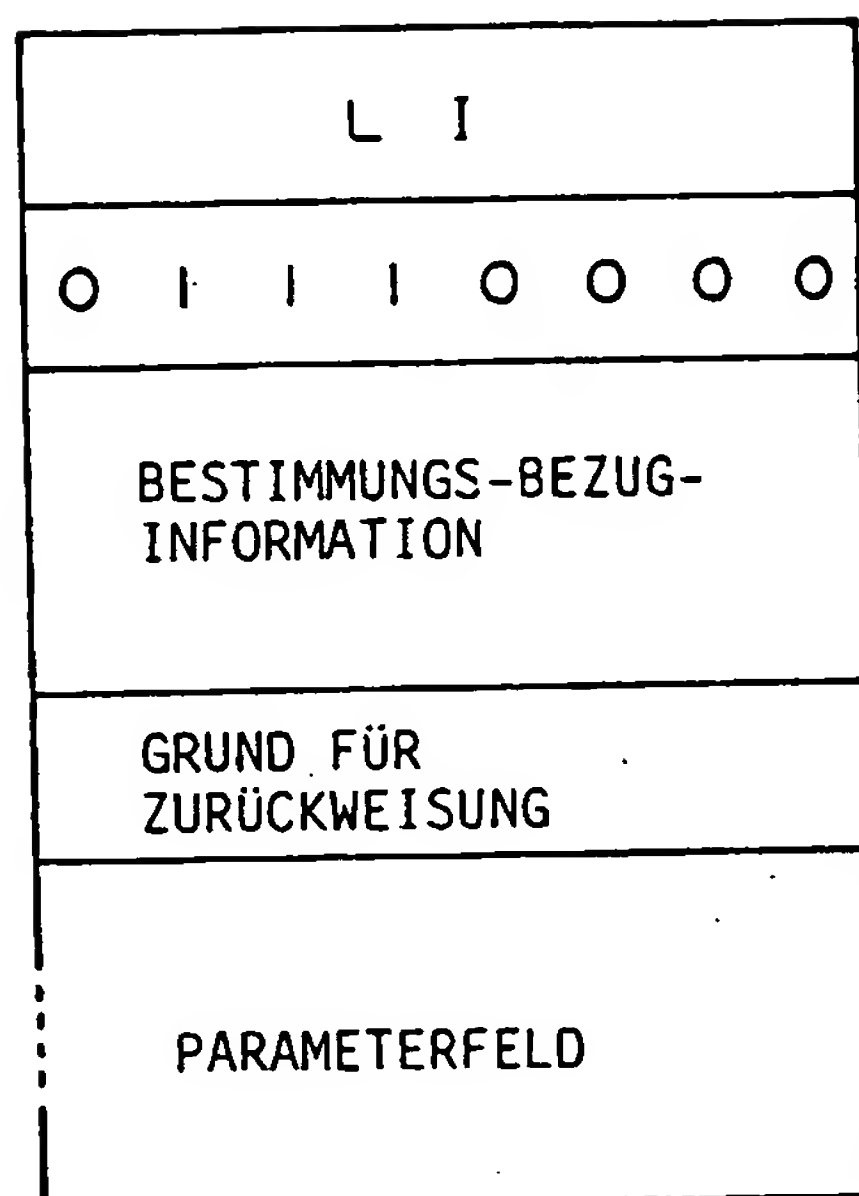 L I
0 1 1 1 0 0 0 0
BESTIMMUNGS-BEZUG-
INFORMATION
GRUND FÜR
ZURÜCKWEISUNG
PARAMETERFELD